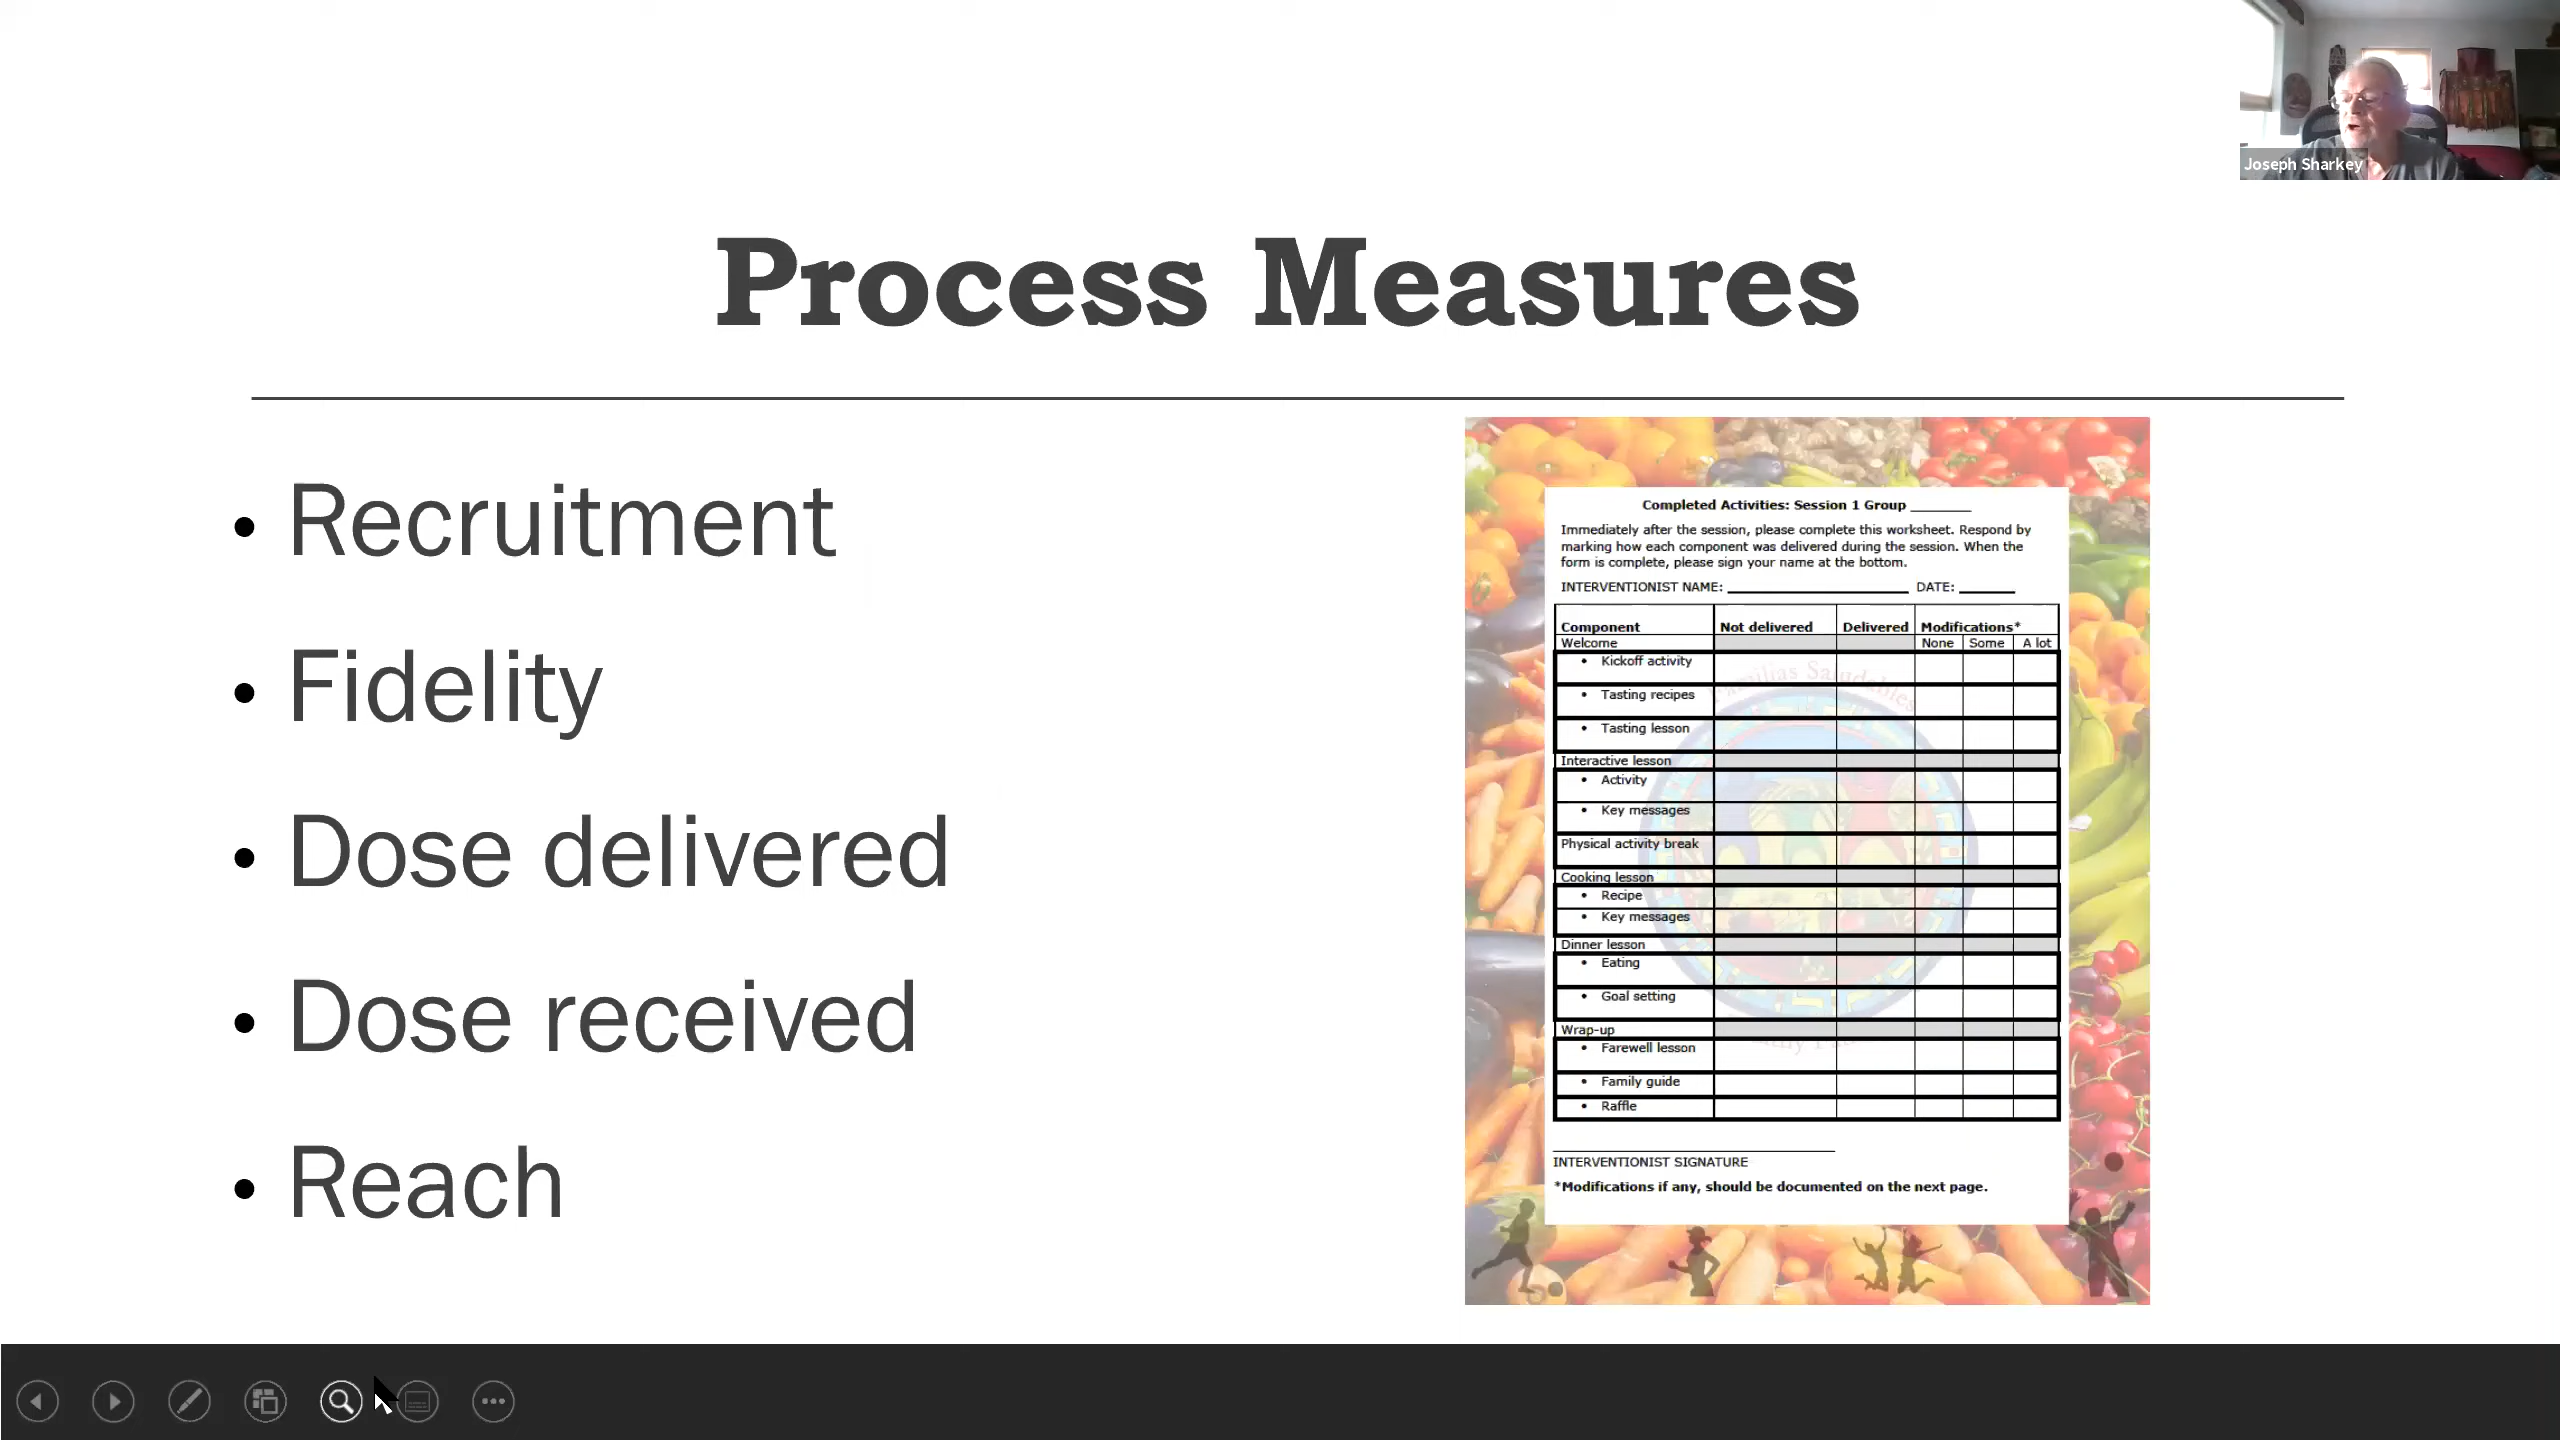 Joseph Sharkey
Process Measures
• Recruitment
• Fidelity
• Dose delivered
• Dose received
• Reach
Completed Activities: Session 1 Group ______
Immediately after the session, please complete this worksheet. Respond by
marking how each component was delivered during the session. When the
form is complete, please sign your name at the bottom.
INTERVENTIONIST NAME: ______ DATE: ______
Component Not delivered Delivered Modifications*
Welcome None Some A lot
• Kickoff activity
• Tasting recipes
• Tasting lesson
Interactive lesson
• Activity
• Key messages
Physical activity break
Cooking lesson
• Recipe
• Key messages
Dinner lesson
• Eating
• Goal setting
Wrap-up
• Farewell lesson
• Family guide
• Raffle
INTERVENTIONIST SIGNATURE
*Modifications if any, should be documented on the next page.
Familias Saludables